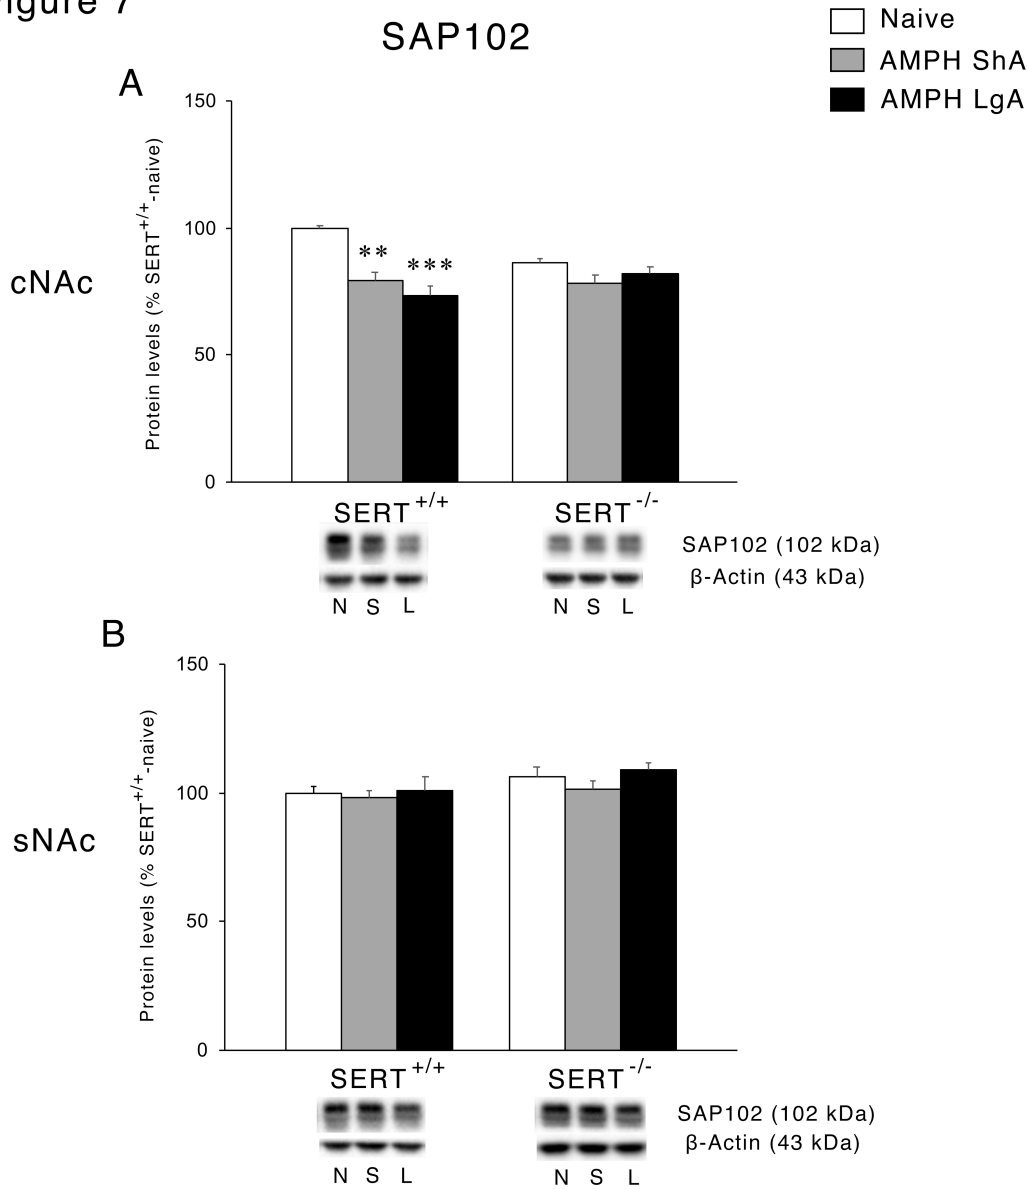 igure 7
SAP102
Naive
AMPH ShA
AMPH LgA
A
150
100
50
0
Protein levels (% SERT+/+-naive)
cNAc
** ***
SERT+/+ SERT-/-
SAP102 (102 kDa)
β-Actin (43 kDa)
N S L N S L
B
150
100
50
0
Protein levels (% SERT+/+-naive)
sNAc
SERT+/+ SERT-/-
SAP102 (102 kDa)
β-Actin (43 kDa)
N S L N S L